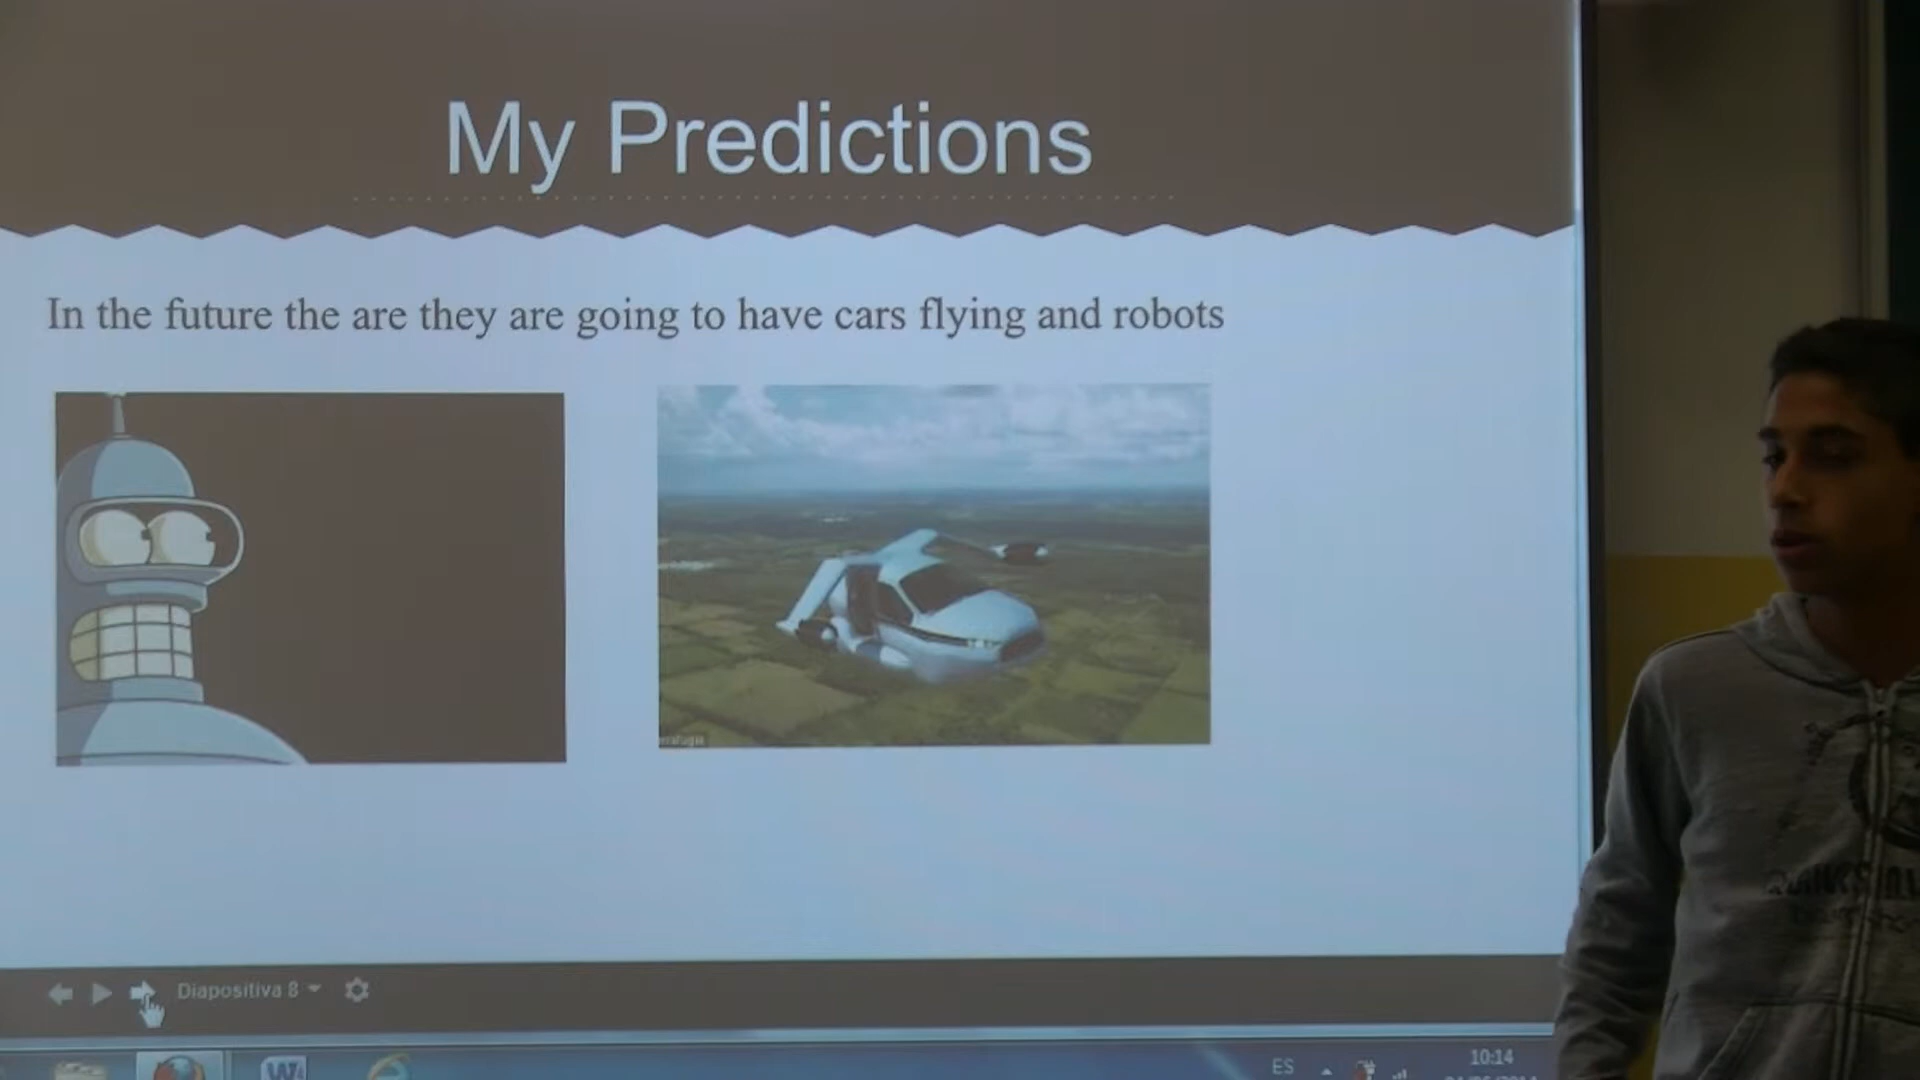 My Predictions
In the future the are they are going to have cars flying and robots
Diapositiva 8
ES
10:14